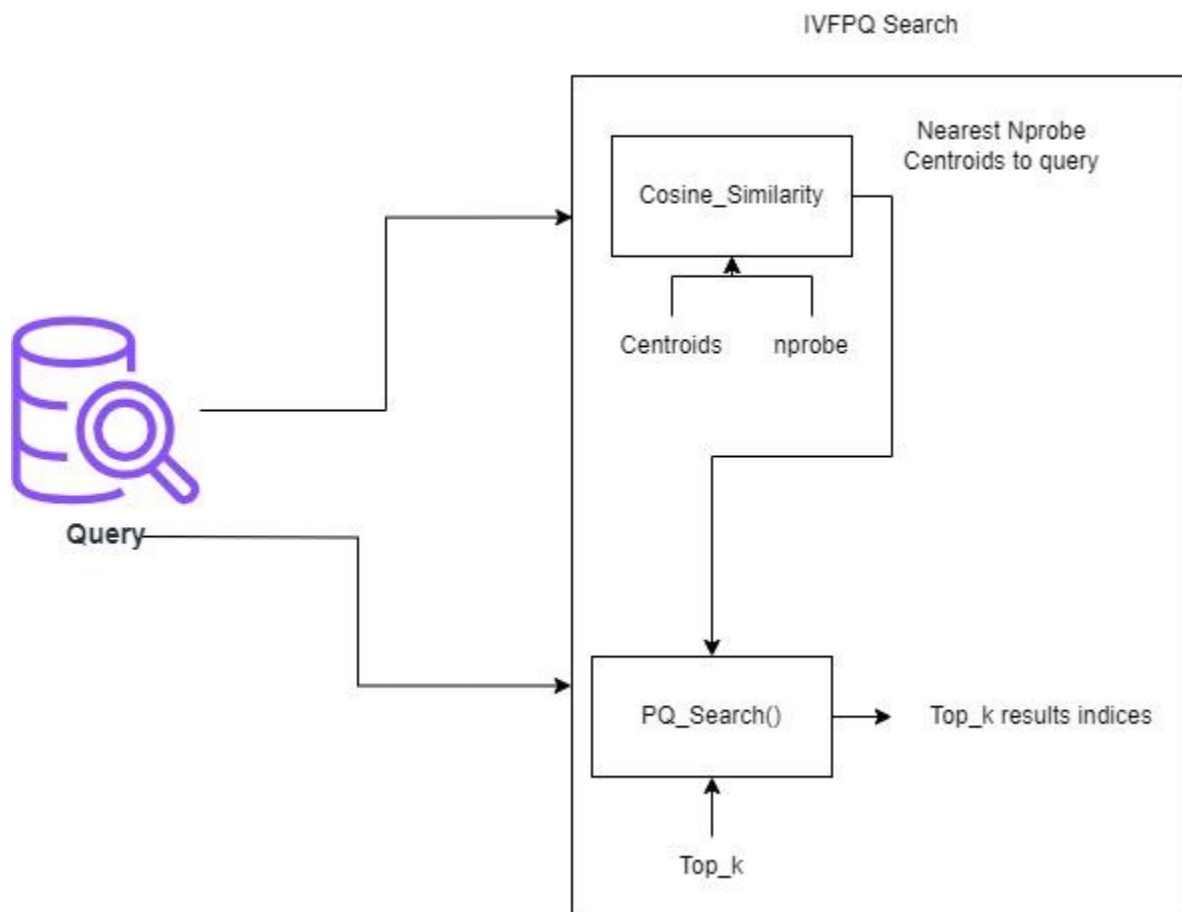 IVFPQ Search
Nearest Nprobe
Centroids to query
Cosine_Similarity
Centroids
nprobe
Query
PQ_Search()
Top_k results indices
Top_k